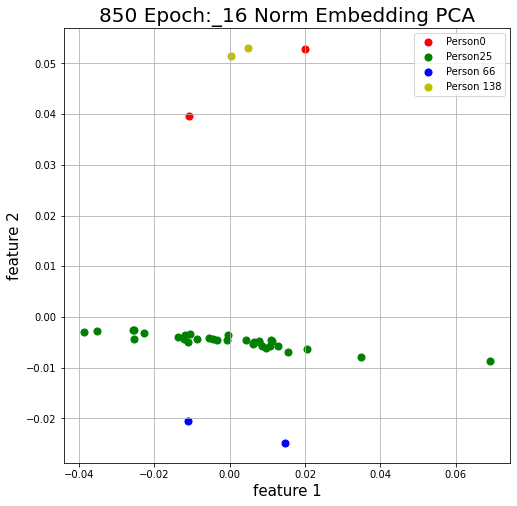 850 Epoch:_16 Norm Embedding PCA
Person0
Person25
Person 66
Person 138
0.05
0.04
0.03
0.02
0.01
0.00
−0.01
−0.02
feature 2
−0.04 −0.02 0.00 0.02 0.04 0.06
feature 1